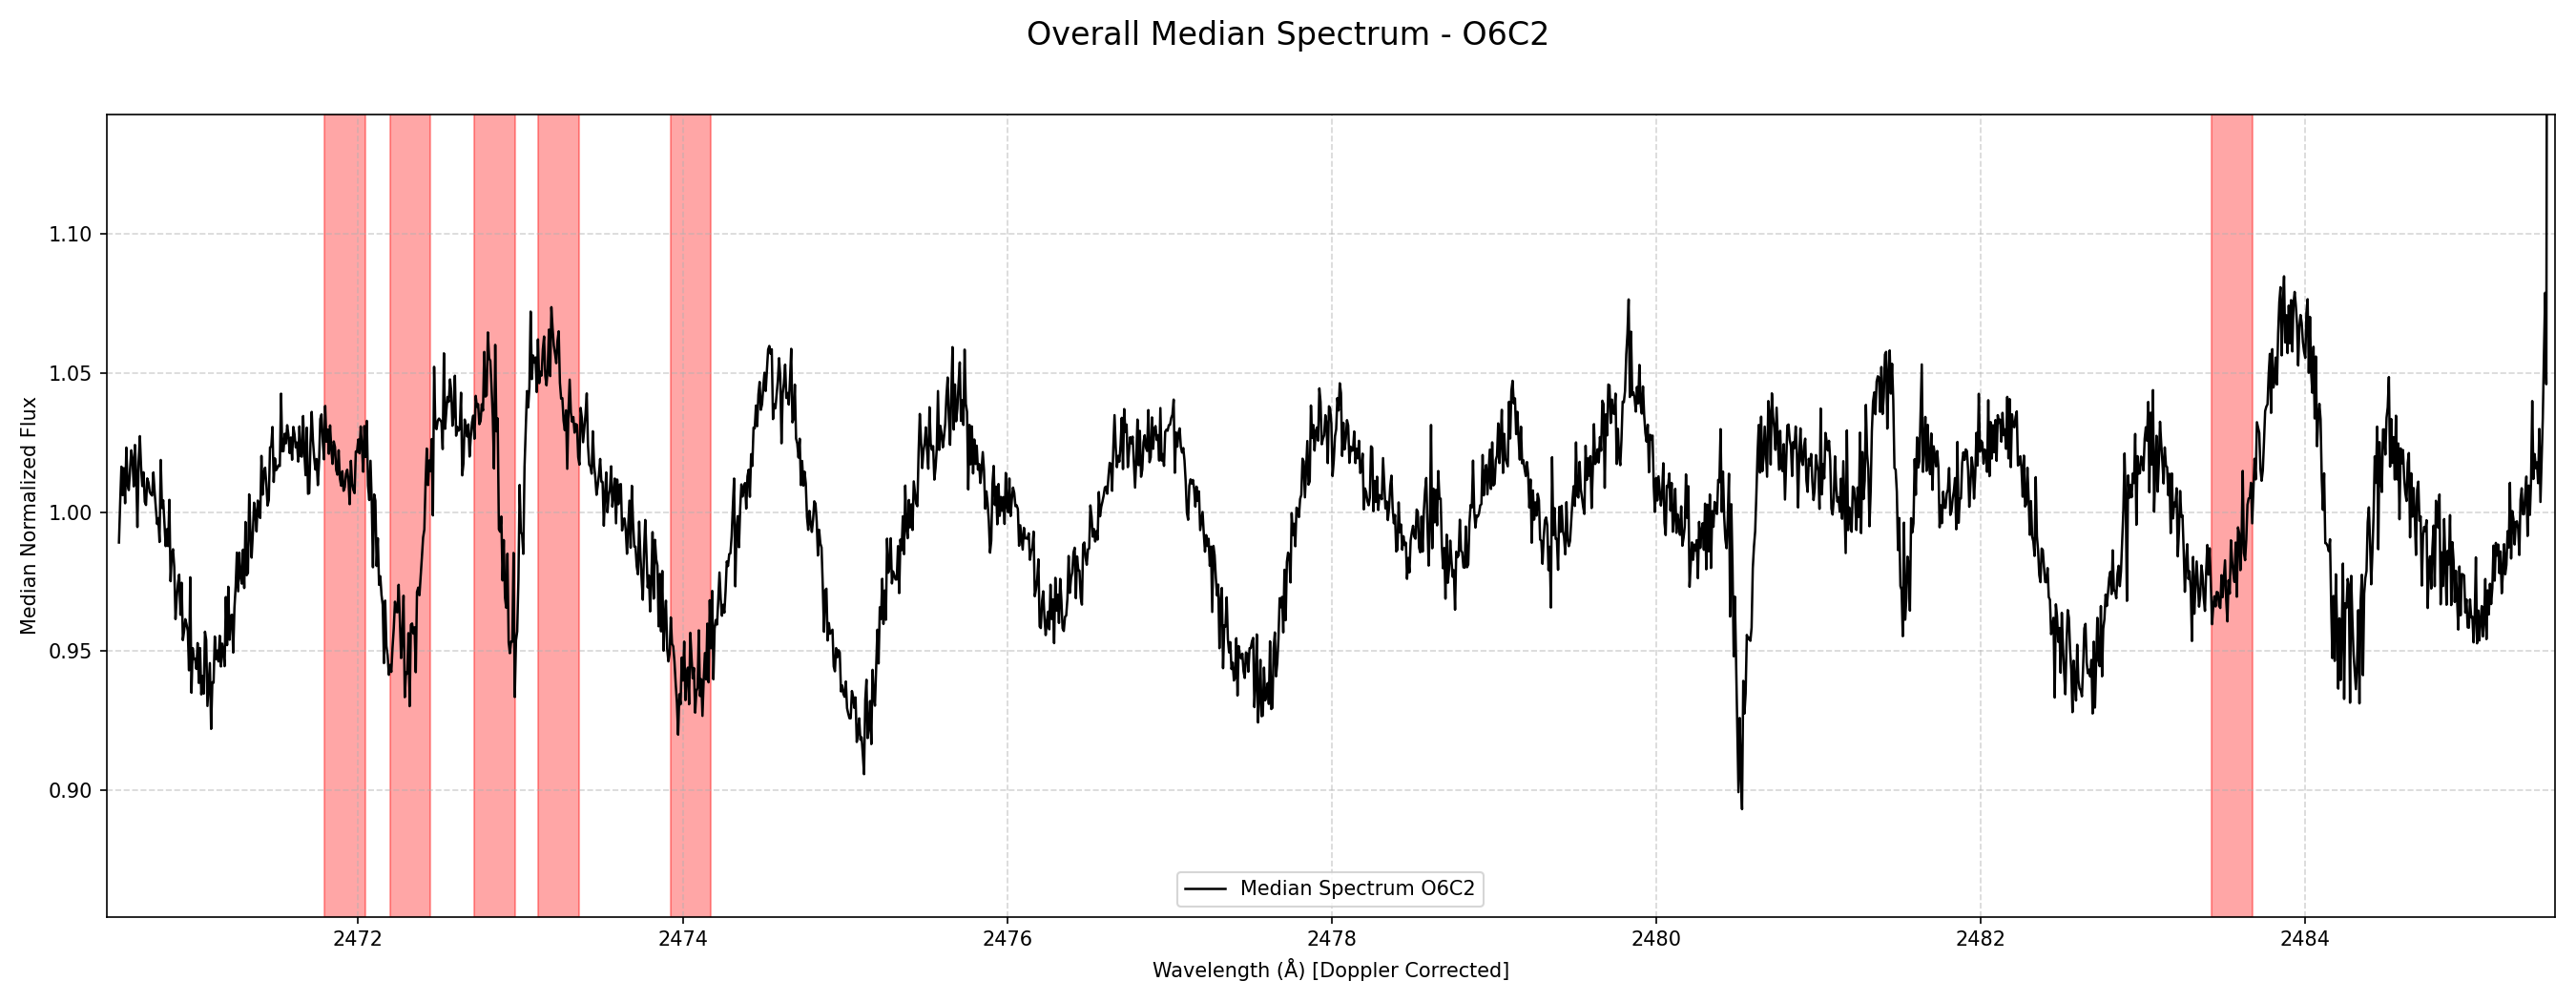 Overall Median Spectrum - O6C2
Median Normalized Flux
1.10
1.05
1.00
0.95
0.90
Median Spectrum O6C2
2472 2474 2476 2478 2480 2482 2484
Wavelength (Å) [Doppler Corrected]